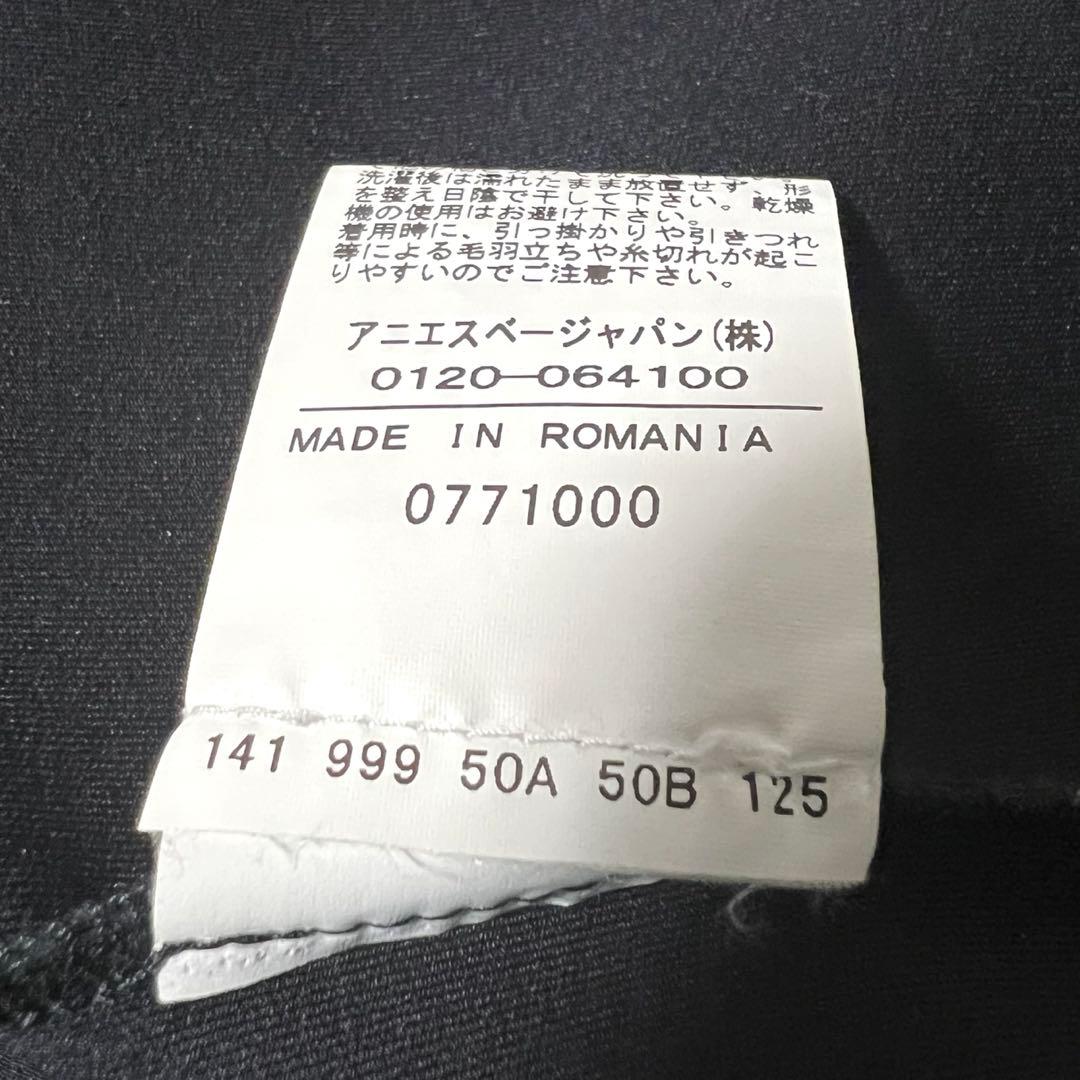 洗濯後は濡れたまま放置せず、形
を整え日陰で干して下さい。乾燥
機の使用はお避け下さい。
着用時に、引っ掛かりや引きつれ
等による毛羽立ちや糸切れが起こ
りやすいのでご注意下さい。
アニエスベージャパン(株)
0120-064100
MADE IN ROMANIA
0771000
141 999 50A 50B 125